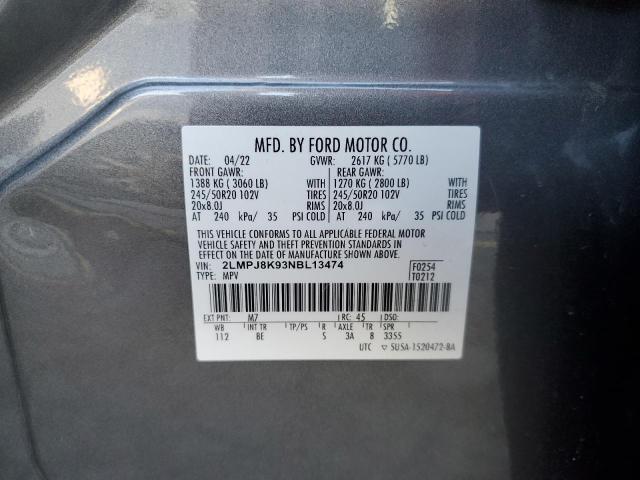 MFD. BY FORD MOTOR CO.
DATE: 04/22 GVWR: 2617 KG ( 5770 LB)
FRONT GAWR: REAR GAWR:
1388 KG ( 3060 LB) WITH 1270 KG ( 2800 LB) WITH
245/50R20 102V TIRES 245/50R20 102V TIRES
20x8.0J RIMS 20x8.0J RIMS
AT 240 kPa/ 35 PSI COLD AT 240 kPa/ 35 PSI COLD
THIS VEHICLE CONFORMS TO ALL APPLICABLE FEDERAL MOTOR
VEHICLE SAFETY AND THEFT PREVENTION STANDARDS IN
EFFECT ON THE DATE OF MANUFACTURE SHOWN ABOVE.
VIN: 2LMPJ8K93NBL13474 F0254
TYPE: MPV T0212
EXT PNT: M7 RC: 45 DSO:
WB INT TR TP/PS R AXLE TR SPR
112 BE 5 3A 8 3355
UTC ▽ 5USA-1520472-BA